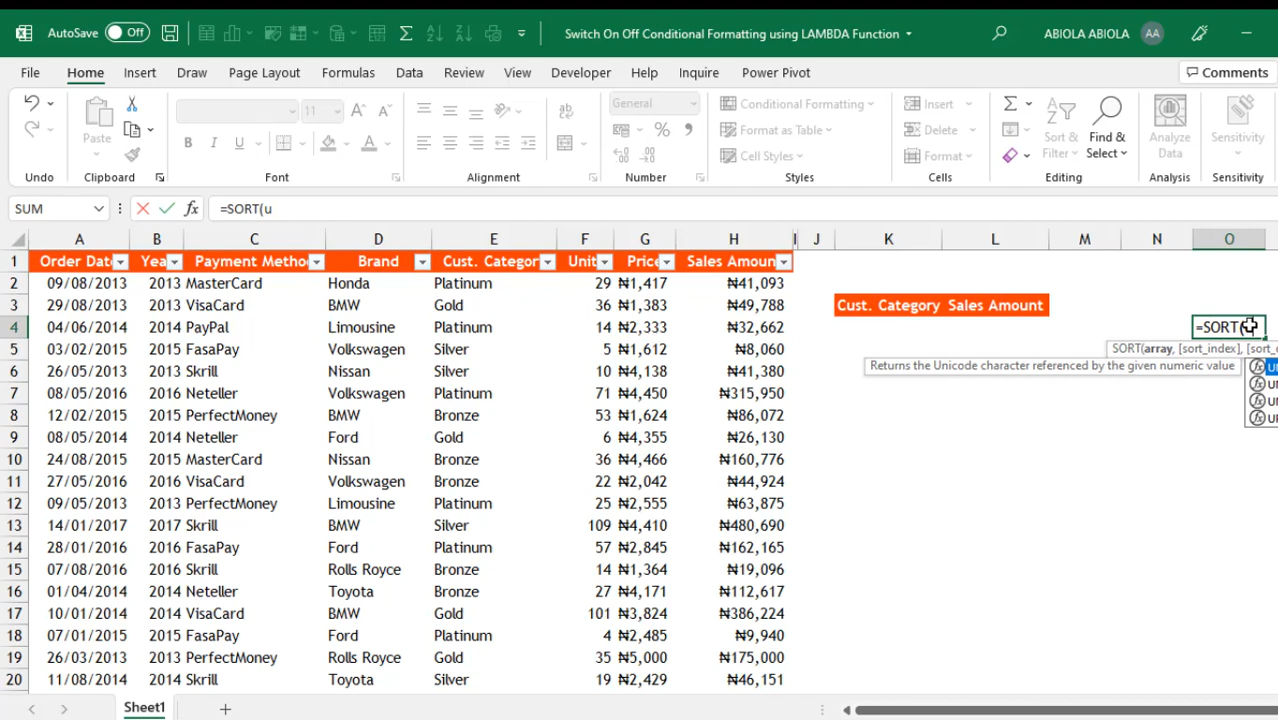 AutoSave Off Switch On Off Conditional Formatting using LAMBDA Function ABIOLA ABIOLA AA
File Home Insert Draw Page Layout Formulas Data Review View Developer Help Inquire Power Pivot Comments
Paste
11
General
Conditional Formatting
Format as Table
Cell Styles
Insert
Delete
Format
Sort & Filter
Find & Select
Analyze Data
Sensitivity
Undo Clipboard Font Alignment Number Styles Cells Editing Analysis Sensitivity
SUM fx =SORT(u
A B C D E F G H I J K L M N O
1 Order Date Yea Payment Metho Brand Cust. Categor Unit Price Sales Amoun
2 09/08/2013 2013 MasterCard Honda Platinum 29 ₦1,417 ₦41,093
3 29/08/2013 2013 VisaCard BMW Gold 36 ₦1,383 ₦49,788 Cust. Category Sales Amount
4 04/06/2014 2014 PayPal Limousine Platinum 14 ₦2,333 ₦32,662 =SORT(
5 03/02/2015 2015 FasaPay Volkswagen Silver 5 ₦1,612 ₦8,060 SORT(array, [sort_index], [sort_
6 26/05/2013 2013 Skrill Nissan Silver 10 ₦4,138 ₦41,380 Returns the Unicode character referenced by the given numeric value
7 08/05/2016 2016 Neteller Volkswagen Platinum 71 ₦4,450 ₦315,950
8 12/02/2015 2015 PerfectMoney BMW Bronze 53 ₦1,624 ₦86,072
9 08/05/2014 2014 Neteller Ford Gold 6 ₦4,355 ₦26,130
10 24/08/2015 2015 MasterCard Nissan Bronze 36 ₦4,466 ₦160,776
11 26/05/2016 2016 VisaCard Volkswagen Bronze 22 ₦2,042 ₦44,924
12 09/05/2013 2013 PerfectMoney Limousine Platinum 25 ₦2,555 ₦63,875
13 14/01/2017 2017 Skrill BMW Silver 109 ₦4,410 ₦480,690
14 28/01/2016 2016 FasaPay Ford Platinum 57 ₦2,845 ₦162,165
15 07/08/2016 2016 Skrill Rolls Royce Bronze 14 ₦1,364 ₦19,096
16 01/04/2014 2014 Neteller Toyota Bronze 27 ₦4,171 ₦112,617
17 10/01/2014 2014 VisaCard BMW Gold 101 ₦3,824 ₦386,224
18 07/01/2015 2015 FasaPay Ford Platinum 4 ₦2,485 ₦9,940
19 26/03/2013 2013 PerfectMoney Rolls Royce Gold 35 ₦5,000 ₦175,000
20 11/08/2014 2014 Skrill Toyota Silver 19 ₦2,429 ₦46,151
Sheet1